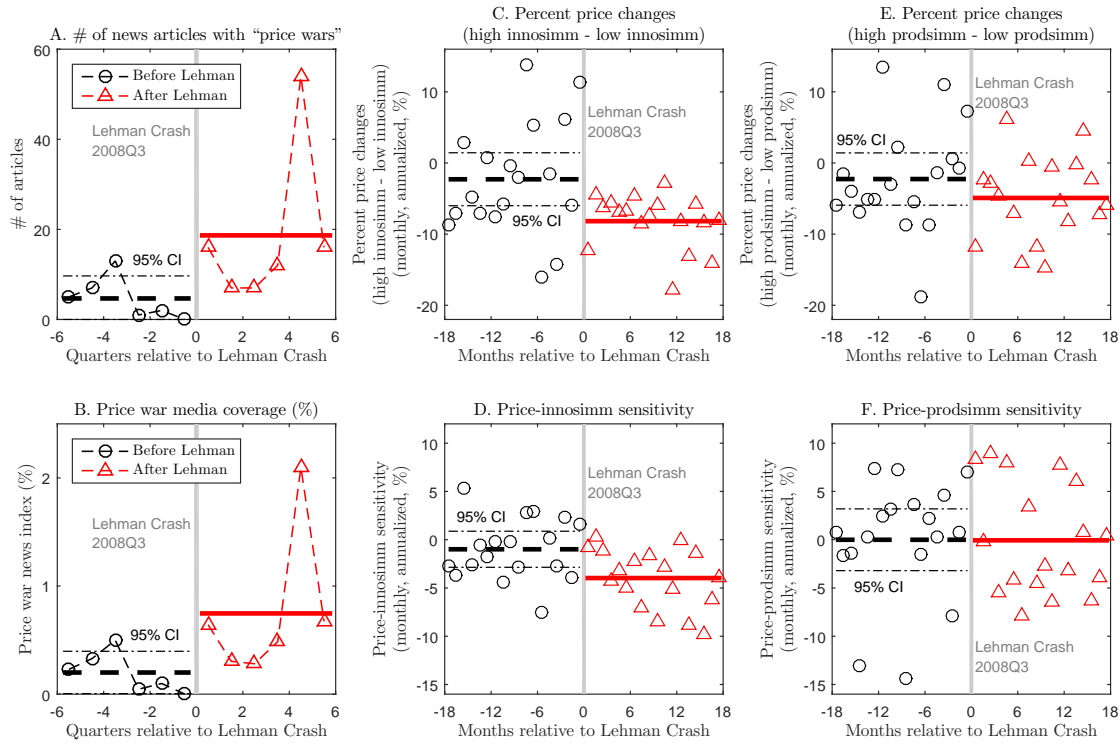 A. # of news articles with “price wars”
# of articles
60
40
20
0
Before Lehman
After Lehman
Lehman Crash
2008Q3
95% CI
-6 -4 -2 0 2 4 6
Quarters relative to Lehman Crash
C. Percent price changes
(high innosimm - low innosimm)
Percent price changes
(high innosimm - low innosimm)
(monthly, annualized, %)
10
0
-10
-20
Lehman Crash
2008Q3
95% CI
-18 -12 -6 0 6 12 18
Months relative to Lehman Crash
E. Percent price changes
(high prodsimm - low prodsimm)
Percent price changes
(high prodsimm - low prodsimm)
(monthly, annualized, %)
10
0
-10
-20
Lehman Crash
2008Q3
95% CI
-18 -12 -6 0 6 12 18
Months relative to Lehman Crash
B. Price war media coverage (%)
Price war news index (%)
2
1
0
Before Lehman
After Lehman
Lehman Crash
2008Q3
95% CI
-6 -4 -2 0 2 4 6
Quarters relative to Lehman Crash
D. Price-innosimm sensitivity
Price-innosimm sensitivity
(monthly, annualized, %)
10
5
0
-5
-10
-15
Lehman Crash
2008Q3
95% CI
-18 -12 -6 0 6 12 18
Months relative to Lehman Crash
F. Price-prodsimm sensitivity
Price-prodsimm sensitivity
(monthly, annualized, %)
10
5
0
-5
-10
-15
95% CI
Lehman Crash
2008Q3
-18 -12 -6 0 6 12 18
Months relative to Lehman Crash